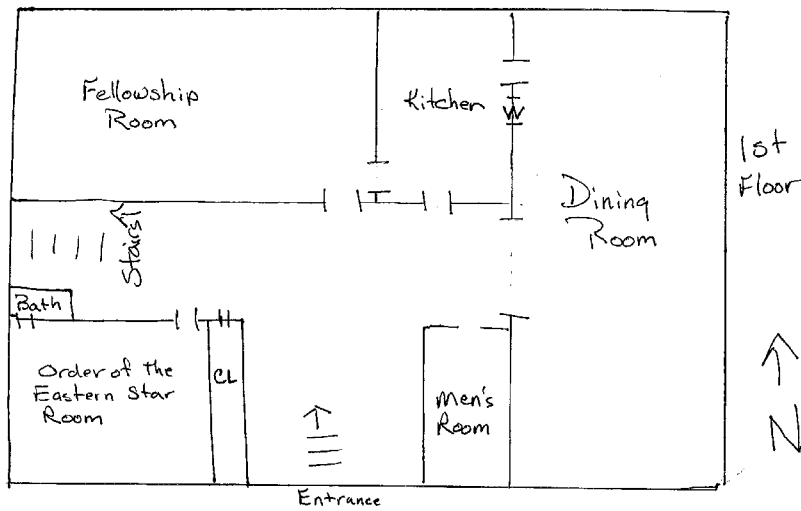 Fellowship
Room
Kitchen
W
1st
Floor
Dining
Room
Stairs
Bath
Order of the
Eastern Star
Room
CL
Men's
Room
N
Entrance